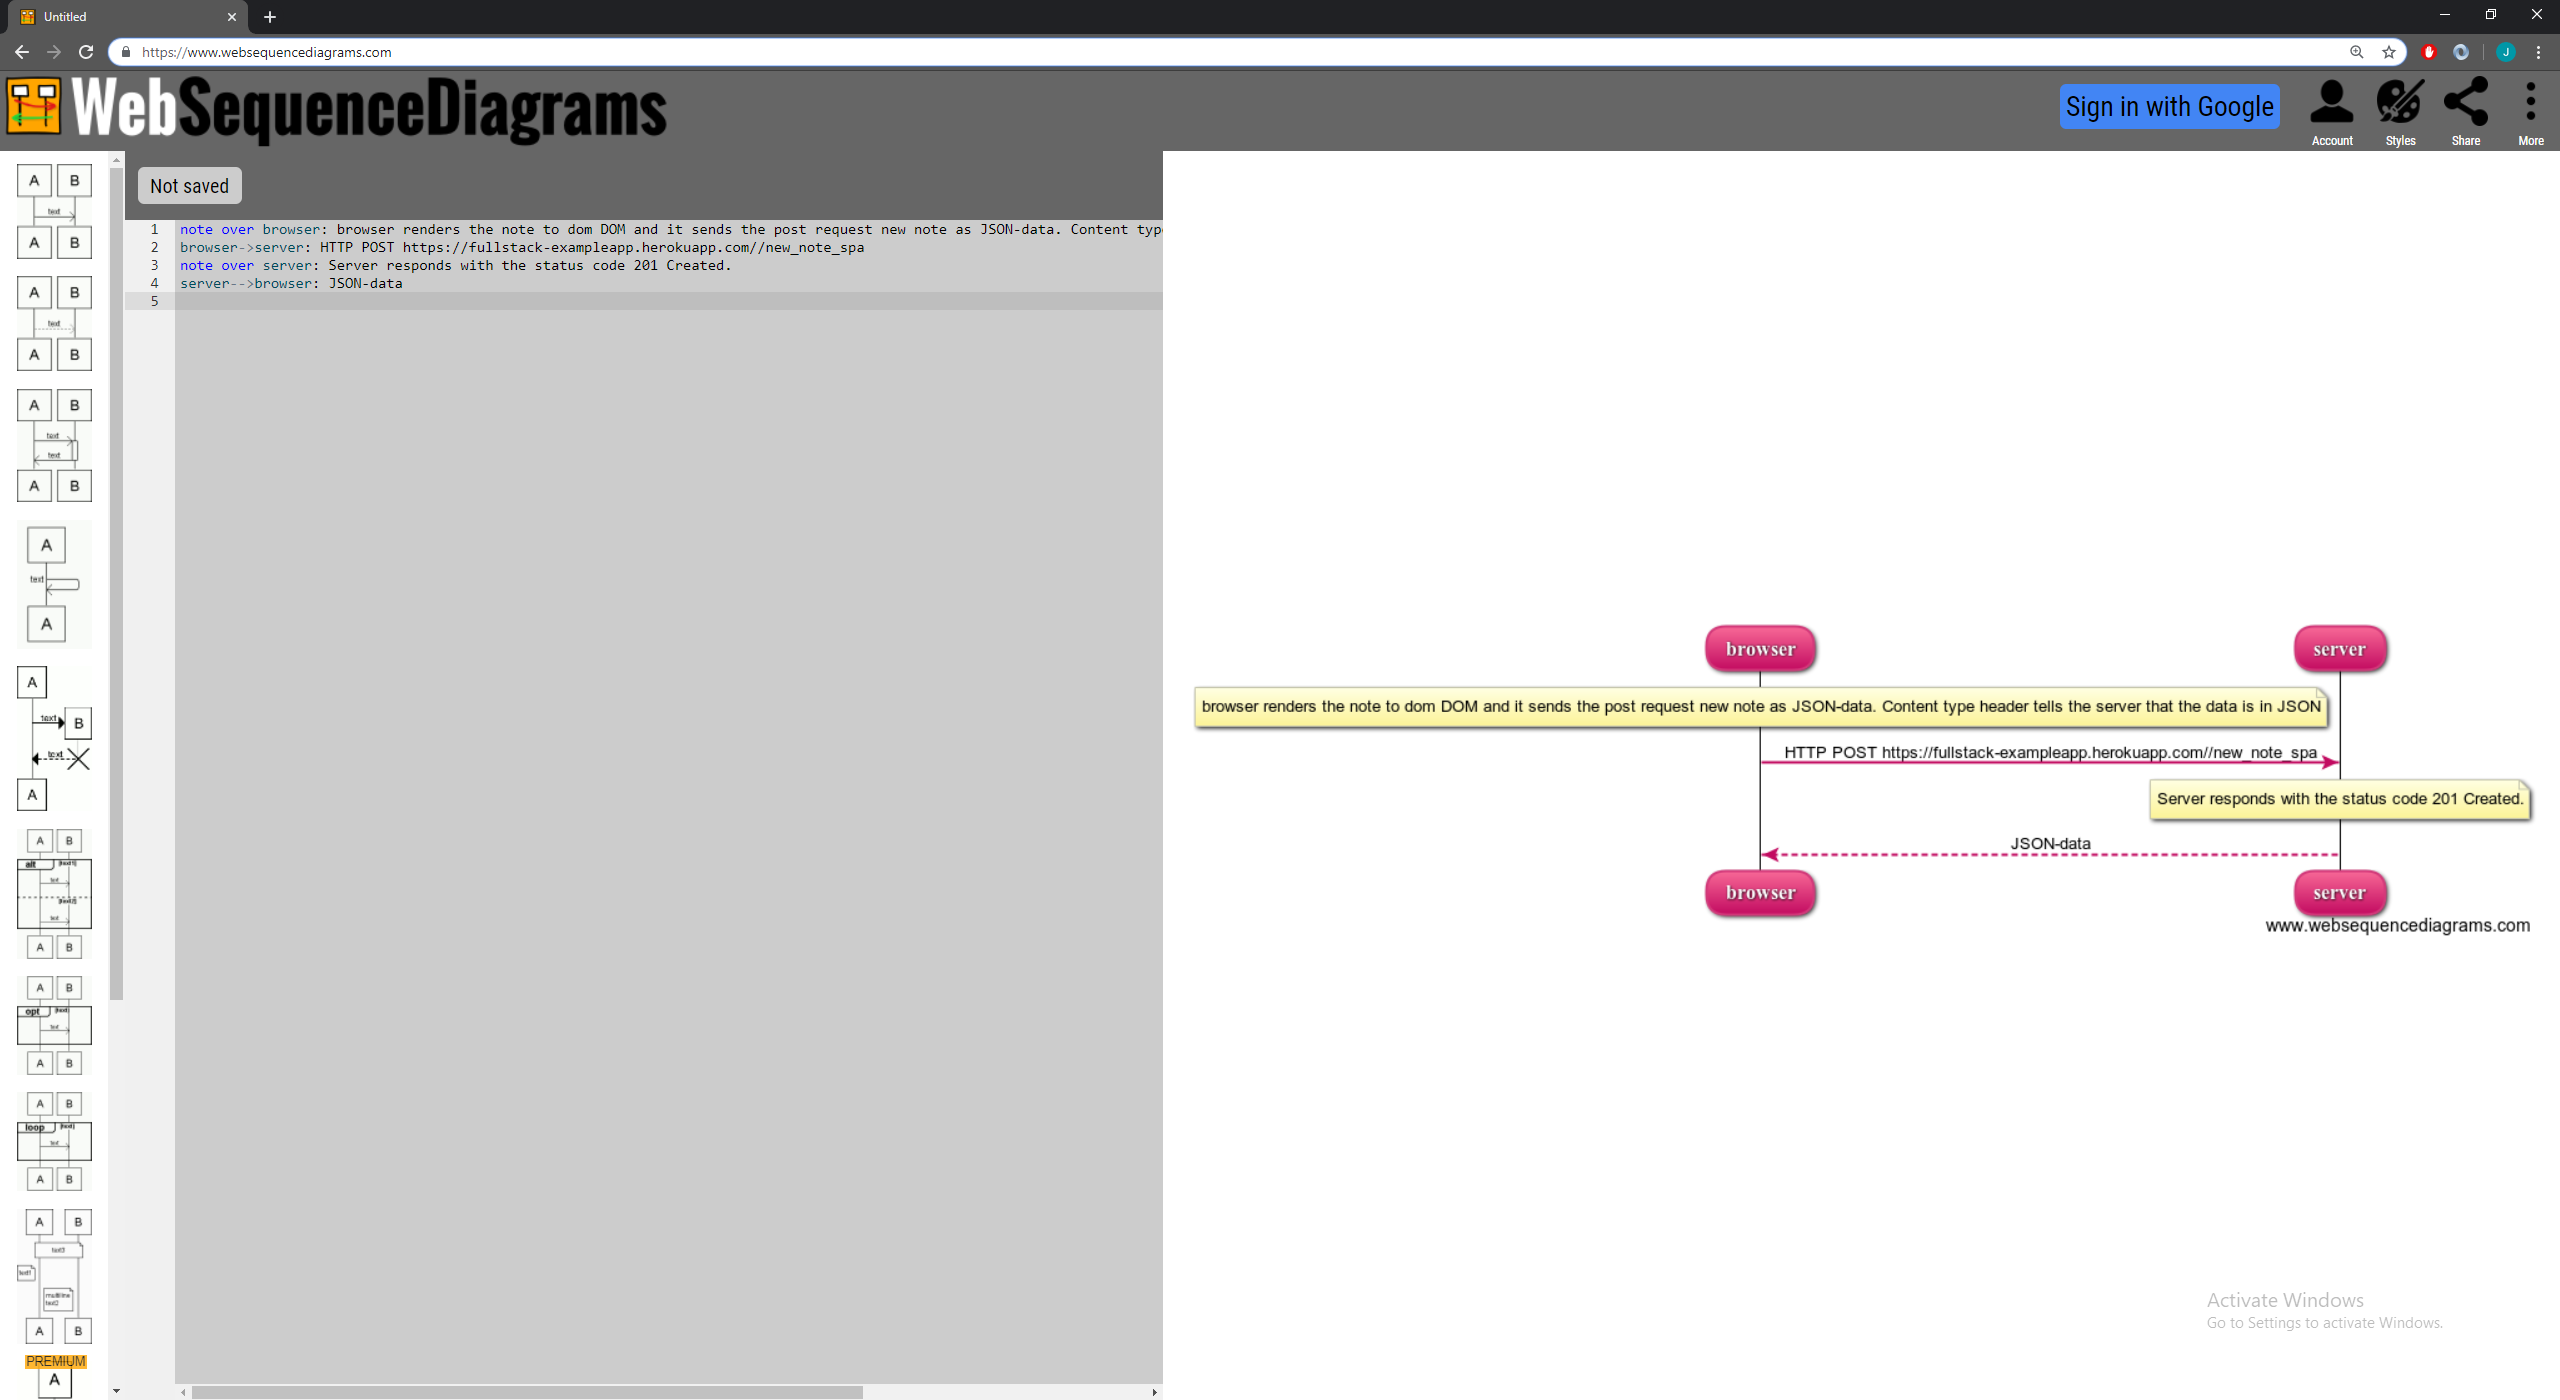 Untitled
https://www.websequencediagrams.com
J
WebSequenceDiagrams
Sign in with Google
Account
Styles
Share
More
Not saved
1 note over browser: browser renders the note to dom DOM and it sends the post request new note as JSON-data. Content typ
2 browser->server: HTTP POST https://fullstack-exampleapp.herokuapp.com//new_note_spa
3 note over server: Server responds with the status code 201 Created.
4 server-->browser: JSON-data
5
A B
text
A B
A B
text
A B
A B
text
text
A B
A
text
A
A
text B
text
A
A B
alt [text1]
text
[text2]
text
A B
A B
opt [text]
text
A B
A B
loop [text]
text
A B
A B
text3
text1
multiline
text2
A B
PREMIUM
A
browser server
browser renders the note to dom DOM and it sends the post request new note as JSON-data. Content type header tells the server that the data is in JSON
HTTP POST https://fullstack-exampleapp.herokuapp.com//new_note_spa
Server responds with the status code 201 Created.
JSON-data
browser server
www.websequencediagrams.com
Activate Windows
Go to Settings to activate Windows.